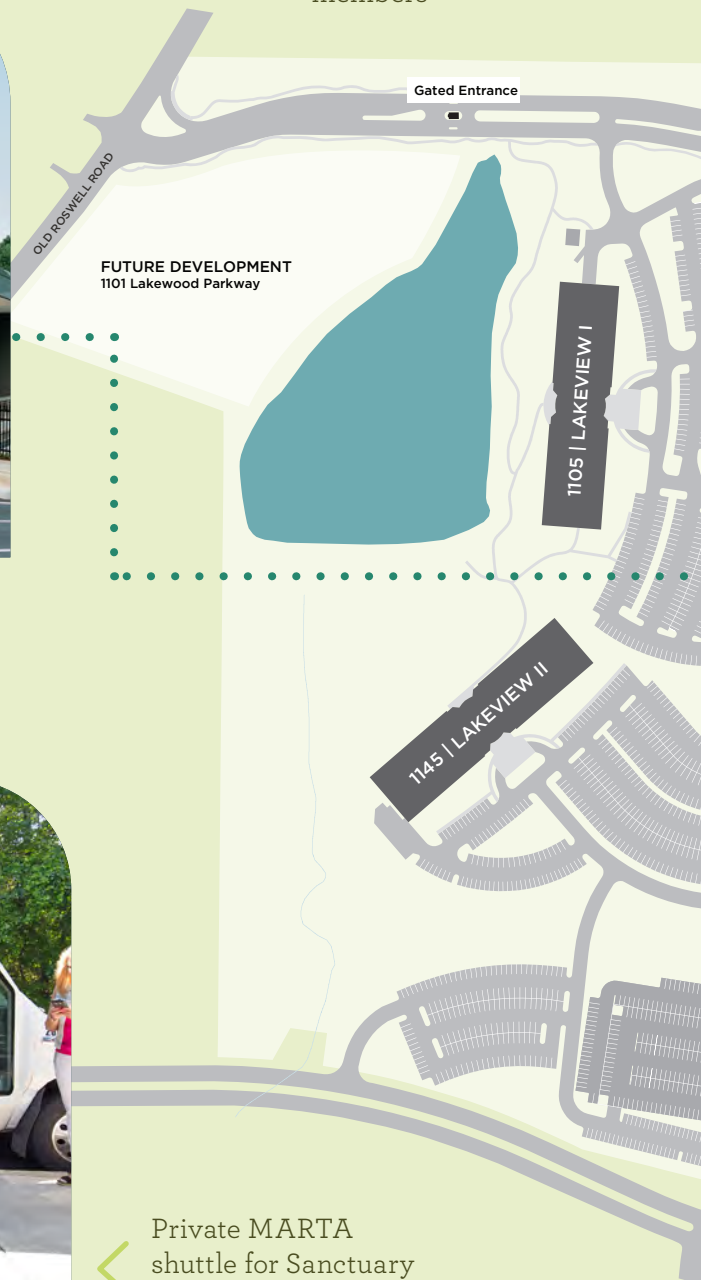 members
Gated Entrance
OLD ROSWELL ROAD
FUTURE DEVELOPMENT
1101 Lakewood Parkway
1105 | LAKEVIEW I
1145 | LAKEVIEW II
Private MARTA
shuttle for Sanctuary